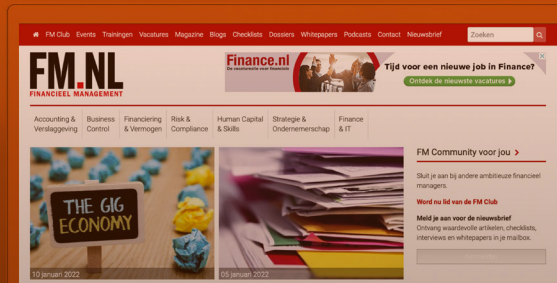 FM Club Events Trainingen Vacatures Magazine Blogs Checklists Dossiers Whitepapers Podcasts Contact Nieuwsbrief Zoeken
FM.NL
FINANCIEEL MANAGEMENT
Finance.nl
De vacaturesite voor financials
Tijd voor een nieuwe job in Finance?
Ontdek de nieuwste vacatures
Accounting &
Verslaggeving
Business
Control
Financiering
& Vermogen
Risk &
Compliance
Human Capital
& Skills
Strategie &
Ondernemerschap
Finance
& IT
THE GIG
ECONOMY
10 januari 2022
05 januari 2022
FM Community voor jou
Sluit je aan bij andere ambitieuze financieel
managers.
Word nu lid van de FM Club
Meld je aan voor de nieuwsbrief
Ontvang waardevolle artikelen, checklists,
interviews en whitepapers in je mailbox.